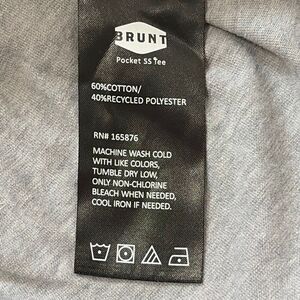 BRUNT
Pocket SS Tee
60%COTTON/
40%RECYCLED POLYESTER
RN# 165876
MACHINE WASH COLD
WITH LIKE COLORS,
TUMBLE DRY LOW,
ONLY NON-CHLORINE
BLEACH WHEN NEEDED,
COOL IRON IF NEEDED.